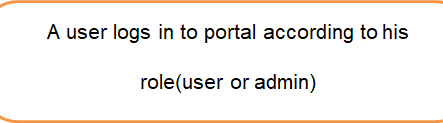 A user logs in to portal according to his
role(user or admin)